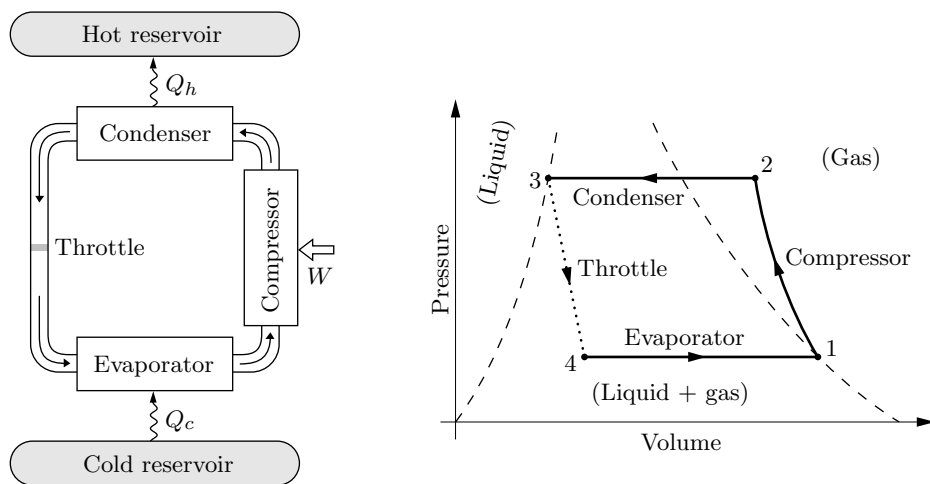 Hot reservoir
Q_h
Condenser
Throttle
Compressor
W
Evaporator
Q_c
Cold reservoir
Pressure
(Liquid)
(Gas)
3
2
Condenser
Throttle
Compressor
Evaporator
4
1
(Liquid + gas)
Volume